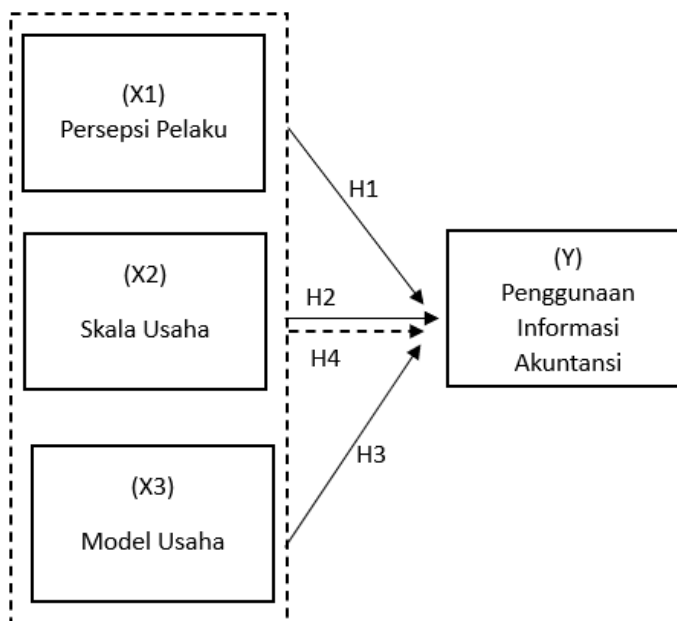 (X1)
Persepsi Pelaku
H1
(X2)
Skala Usaha
H2
H4
(Y)
Penggunaan
Informasi
Akuntansi
H3
(X3)
Model Usaha